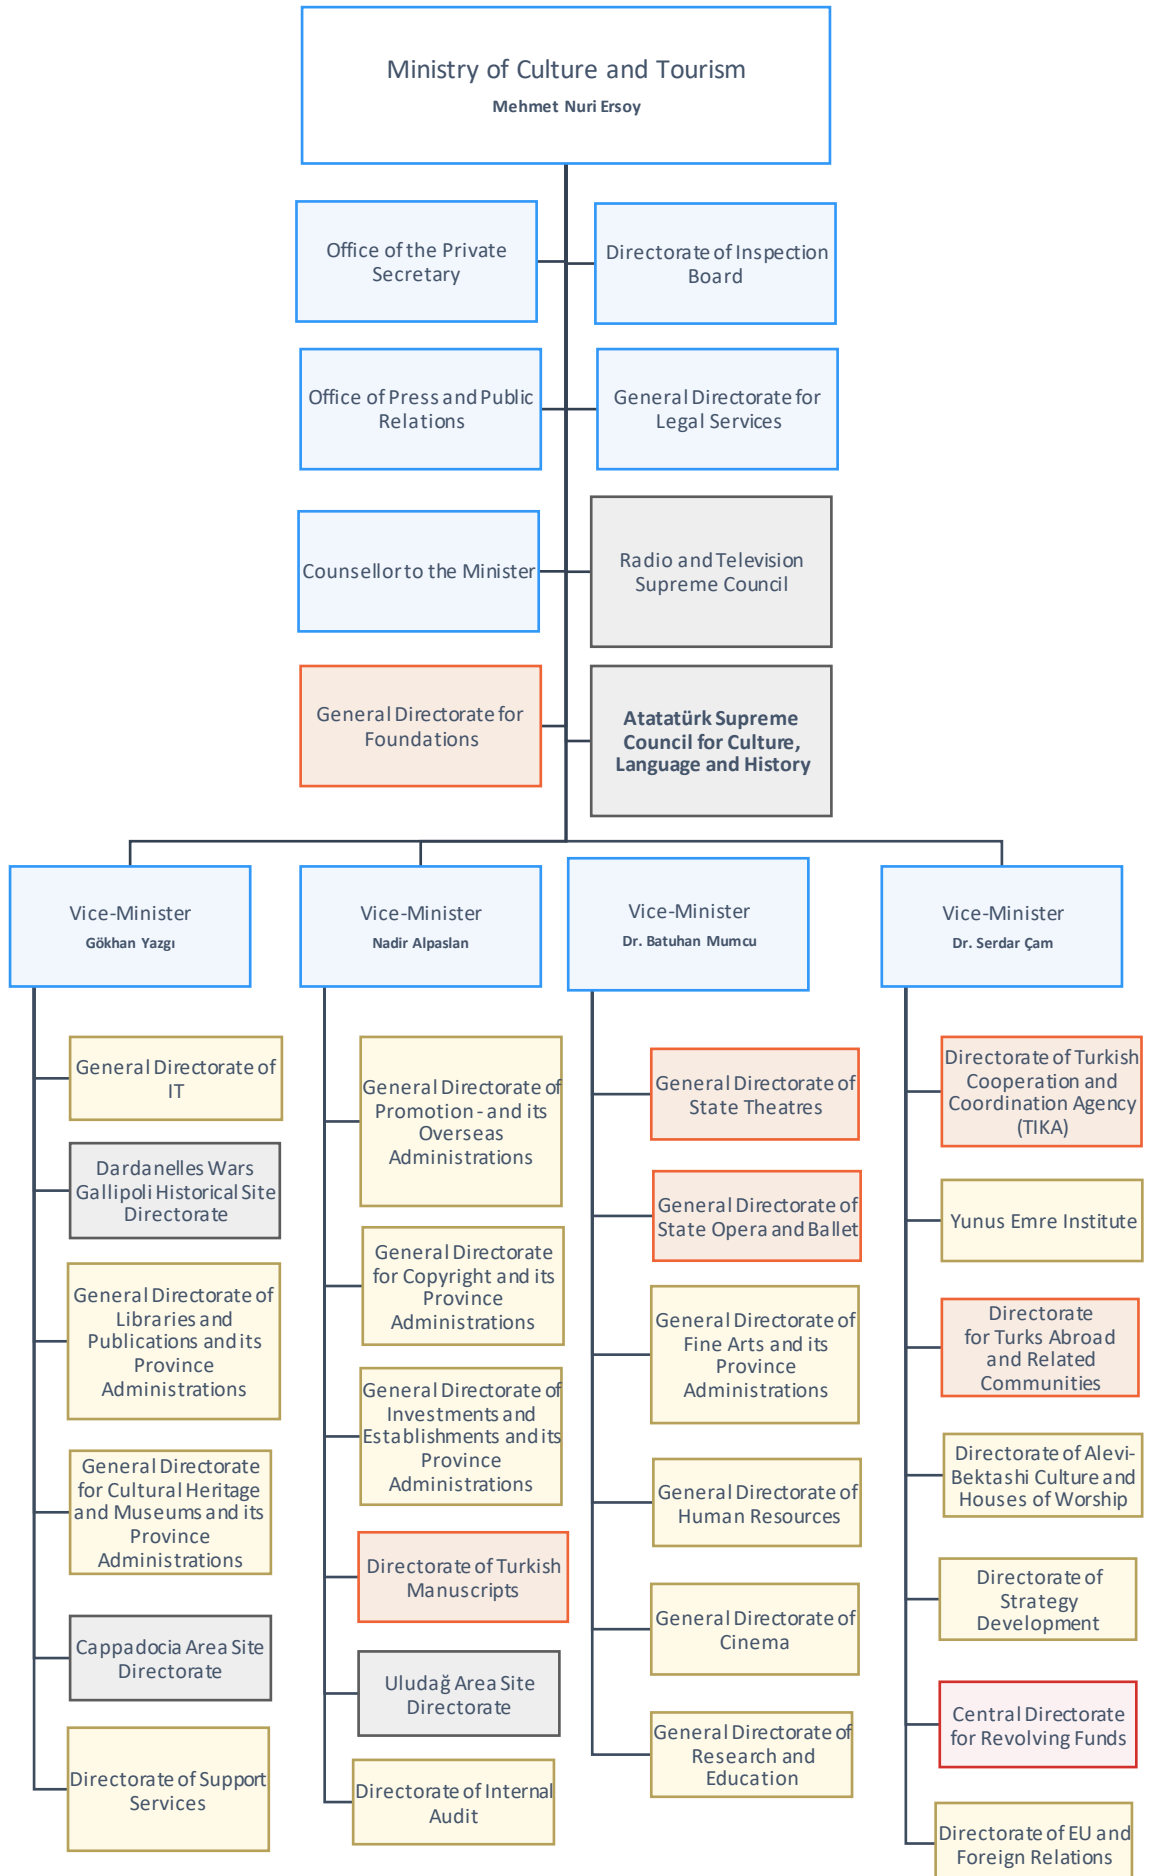 Ministry of Culture and Tourism
Mehmet Nuri Ersoy
Office of the Private
Secretary
Directorate of Inspection
Board
Office of Press and Public
Relations
General Directorate for
Legal Services
Counsellor to the Minister
Radio and Television
Supreme Council
General Directorate for
Foundations
Atatatürk Supreme
Council for Culture,
Language and History
Vice-Minister
Gökhan Yazgı
Vice-Minister
Nadir Alpaslan
Vice-Minister
Dr. Batuhan Mumcu
Vice-Minister
Dr. Serdar Çam
General Directorate of
IT
Dardanelles Wars
Gallipoli Historical Site
Directorate
General Directorate of
Libraries and
Publications and its
Province
Administrations
General Directorate
for Cultural Heritage
and Museums and its
Province
Administrations
Cappadocia Area Site
Directorate
Directorate of Support
Services
General Directorate of
Promotion - and its
Overseas
Administrations
General Directorate
for Copyright and its
Province
Administrations
General Directorate of
Investments and
Establishments and its
Province
Administrations
Directorate of Turkish
Manuscripts
Uludağ Area Site
Directorate
Directorate of Internal
Audit
General Directorate of
State Theatres
General Directorate of
State Opera and Ballet
General Directorate of
Fine Arts and its
Province
Administrations
General Directorate of
Human Resources
General Directorate of
Cinema
General Directorate of
Research and
Education
Directorate of Turkish
Cooperation and
Coordination Agency
(TIKA)
Yunus Emre Institute
Directorate
for Turks Abroad
and Related
Communities
Directorate of Alevi-
Bektashi Culture and
Houses of Worship
Directorate of
Strategy
Development
Central Directorate
for Revolving Funds
Directorate of EU and
Foreign Relations